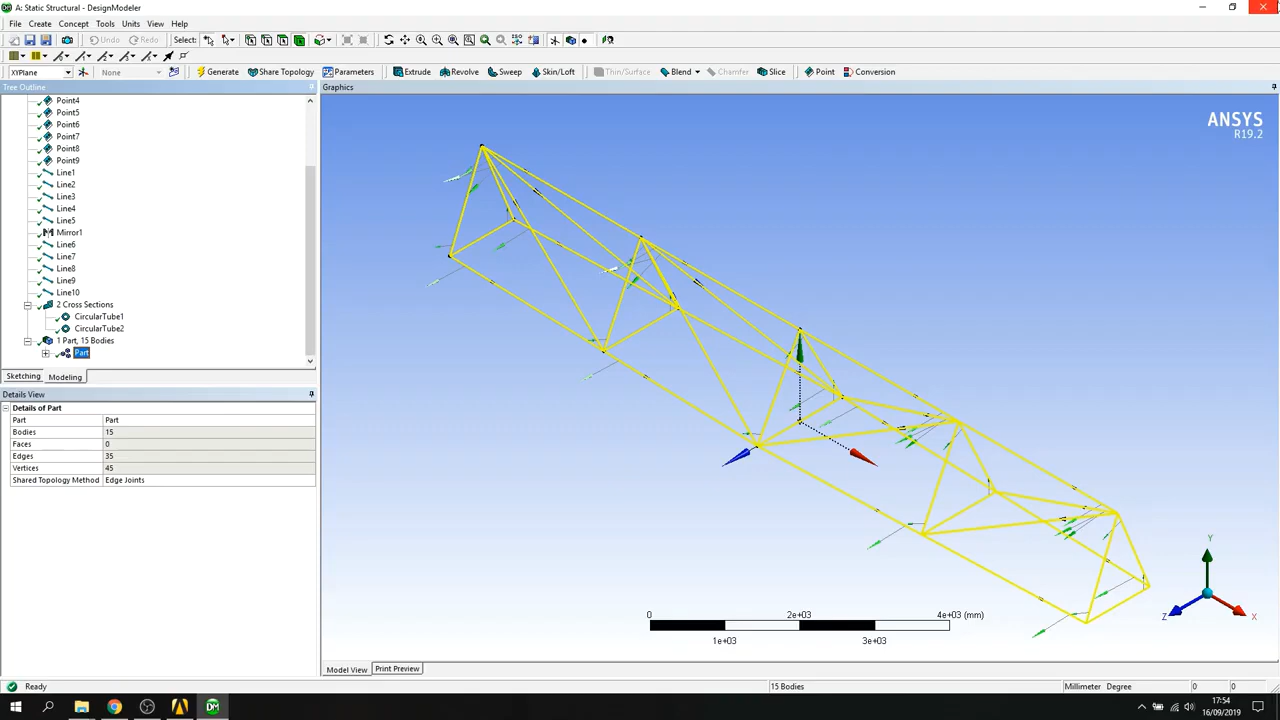 A: Static Structural - DesignModeler
File Create Concept Tools Units View Help
Undo Redo Select:
XYPlane None Generate Share Topology Parameters Extrude Revolve Sweep Skin/Loft Thin/Surface Blend Chamfer Slice Point Conversion
Tree Outline
Graphics
Point4
Point5
Point6
Point7
Point8
Point9
Line1
Line2
Line3
Line4
Line5
Mirror1
Line6
Line7
Line8
Line9
Line10
2 Cross Sections
CircularTube1
CircularTube2
1 Part, 15 Bodies
Part
Sketching Modeling
Details View
Details of Part
Part Part
Bodies 15
Faces 0
Edges 35
Vertices 45
Shared Topology Method Edge Joints
ANSYS
R19.2
Y
Z
X
0 2e+03 4e+03 (mm)
1e+03 3e+03
Model View Print Preview
Ready 15 Bodies Millimeter Degree 0 0
17:54
16/09/2019